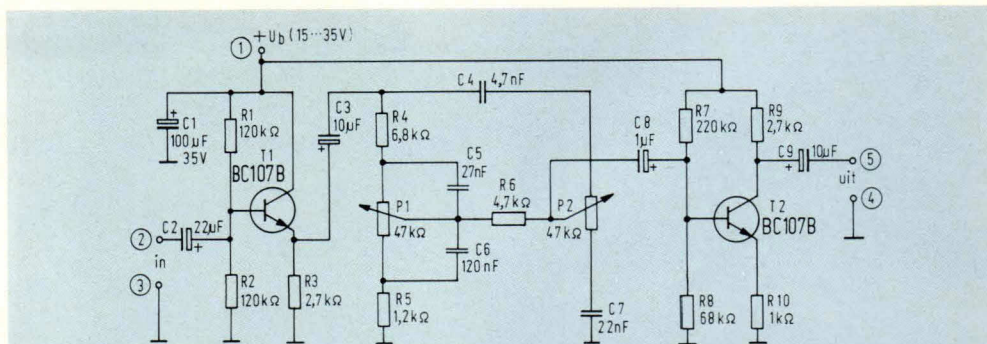 ① + Ub (15...35V)
C1
100µF
35V
R1
120kΩ
T1
BC107B
C2 22µF
②
in
③
R2
120kΩ
R3
2,7kΩ
C3
10µF
R4
6,8kΩ
C4 4,7nF
C5
27nF
P1
47kΩ
C6
120nF
R5
1,2kΩ
R6
4,7kΩ
P2
47kΩ
C7
22nF
C8
1µF
R7
220kΩ
R9
2,7kΩ
C9 10µF
⑤
uit
④
T2
BC107B
R8
68kΩ
R10
1kΩ